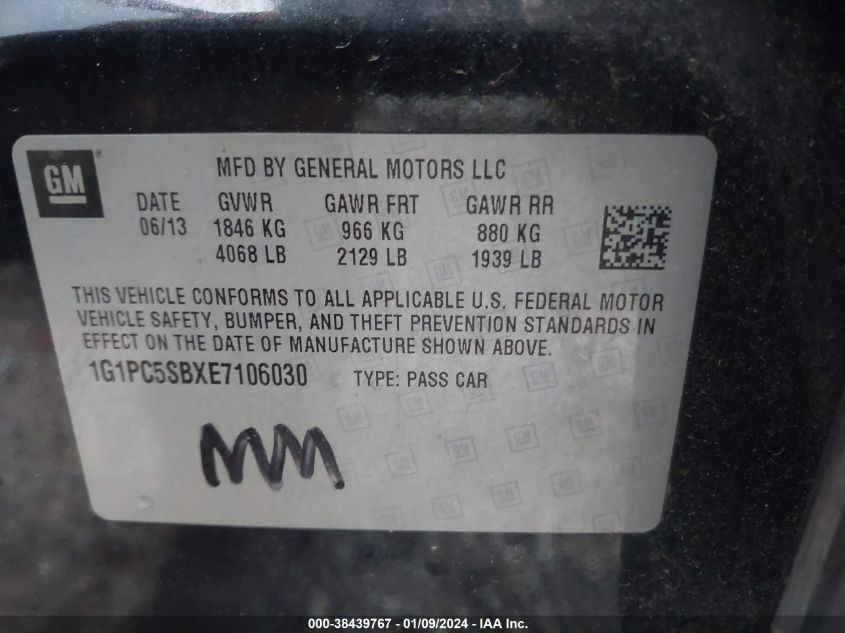 GM
MFD BY GENERAL MOTORS LLC
DATE GVWR GAWR FRT GAWR RR
06/13 1846 KG 966 KG 880 KG
4068 LB 2129 LB 1939 LB
THIS VEHICLE CONFORMS TO ALL APPLICABLE U.S. FEDERAL MOTOR
VEHICLE SAFETY, BUMPER, AND THEFT PREVENTION STANDARDS IN
EFFECT ON THE DATE OF MANUFACTURE SHOWN ABOVE.
1G1PC5SBXE7106030 TYPE: PASS CAR
MM
000-38439767 - 01/09/2024 - IAA Inc.